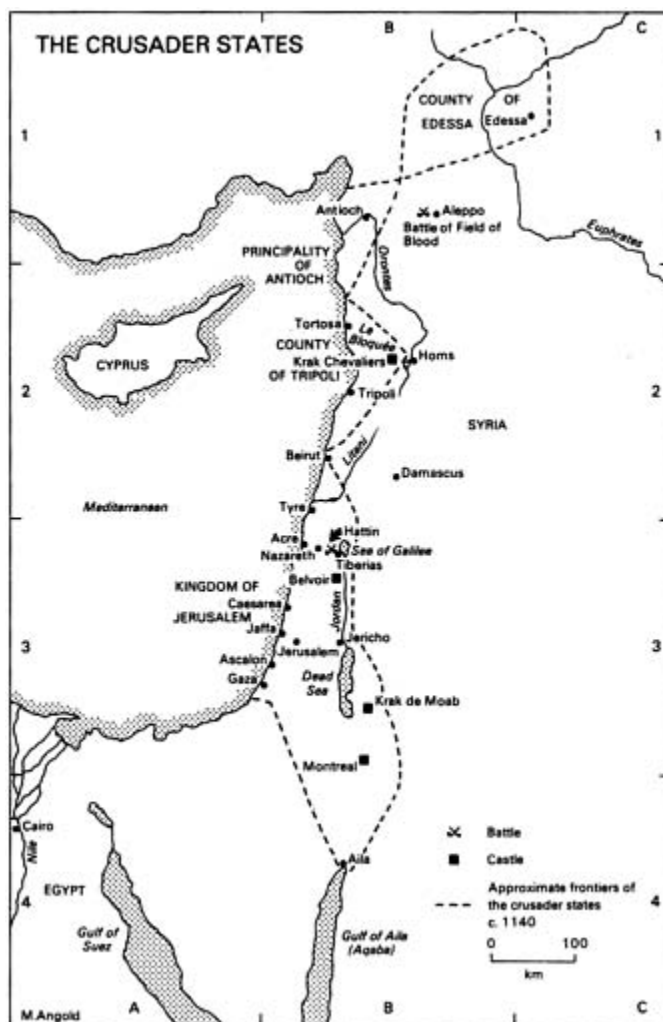 THE CRUSADER STATES
B
C
COUNTY OF
EDESSA
Edessa
1
1
Antioch
Aleppo
Battle of Field of
Blood
Euphrates
PRINCIPALITY
OF
ANTIOCH
Orontes
Tortosa
La
Bloquée
COUNTY
Krak Chevaliers
Homs
OF TRIPOLI
CYPRUS
2
2
Tripoli
SYRIA
Beirut
Litani
Damascus
Mediterranean
Tyre
Hattin
Acre
Sea of Galilee
Nazareth
Tiberias
Belvoir
KINGDOM OF
Caesarea
JERUSALEM
Jordan
Jaffa
3
Jerusalem
Jericho
3
Ascalon
Gaza
Dead
Sea
Krak de Moab
Montreal
Cairo
Nile
Battle
Castle
Aila
EGYPT
Approximate frontiers of
the crusader states
c. 1140
4
4
Gulf of
Suez
Gulf of Aila
(Aqaba)
0 100
km
M.Angold
A
B
C